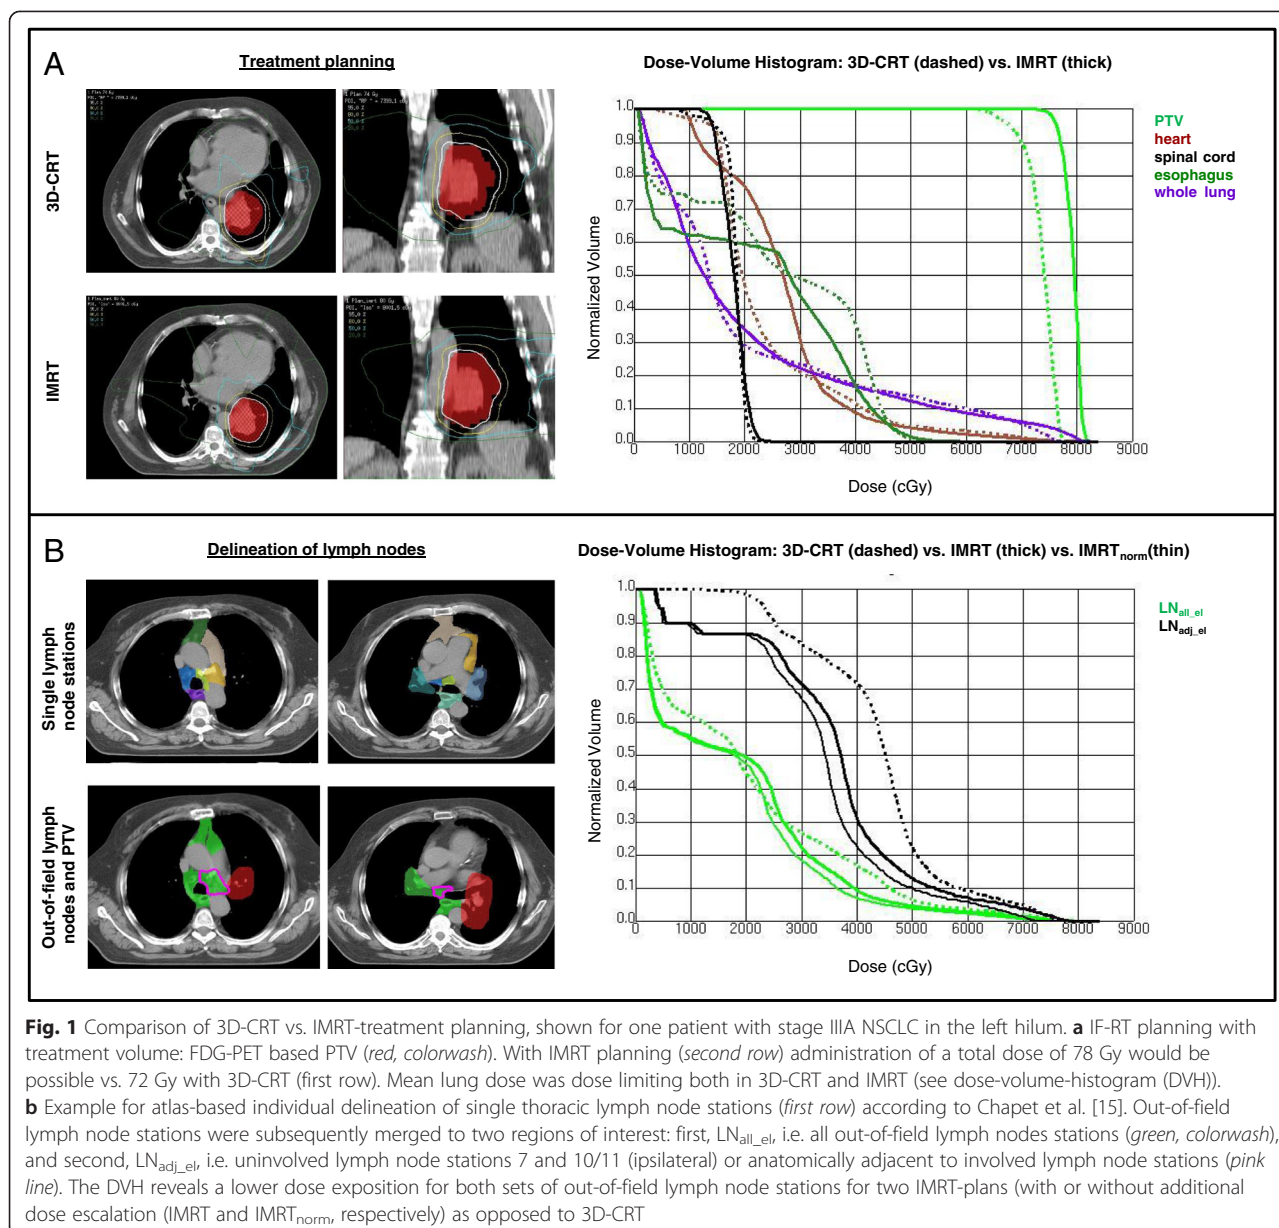 A
Treatment planning
Dose-Volume Histogram: 3D-CRT (dashed) vs. IMRT (thick)
3D-CRT
IMRT
1.0
0.9
0.8
0.7
0.6
0.5
0.4
0.3
0.2
0.1
0.0
Normalized Volume
0 1000 2000 3000 4000 5000 6000 7000 8000 9000
Dose (cGy)
PTV
heart
spinal cord
esophagus
whole lung
B
Delineation of lymph nodes
Dose-Volume Histogram: 3D-CRT (dashed) vs. IMRT (thick) vs. IMRTnorm(thin)
Single lymph
node stations
Out-of-field lymph
nodes and PTV
1.0
0.9
0.8
0.7
0.6
0.5
0.4
0.3
0.2
0.1
0.0
Normalized Volume
0 1000 2000 3000 4000 5000 6000 7000 8000 9000
Dose (cGy)
LNall_el
LNadj_el
Fig. 1 Comparison of 3D-CRT vs. IMRT-treatment planning, shown for one patient with stage IIIA NSCLC in the left hilum. a IF-RT planning with
treatment volume: FDG-PET based PTV (red, colorwash). With IMRT planning (second row) administration of a total dose of 78 Gy would be
possible vs. 72 Gy with 3D-CRT (first row). Mean lung dose was dose limiting both in 3D-CRT and IMRT (see dose-volume-histogram (DVH)).
b Example for atlas-based individual delineation of single thoracic lymph node stations (first row) according to Chapet et al. [15]. Out-of-field
lymph node stations were subsequently merged to two regions of interest: first, LNall_el, i.e. all out-of-field lymph nodes stations (green, colorwash),
and second, LNadj_el, i.e. uninvolved lymph node stations 7 and 10/11 (ipsilateral) or anatomically adjacent to involved lymph node stations (pink
line). The DVH reveals a lower dose exposition for both sets of out-of-field lymph node stations for two IMRT-plans (with or without additional
dose escalation (IMRT and IMRTnorm, respectively) as opposed to 3D-CRT